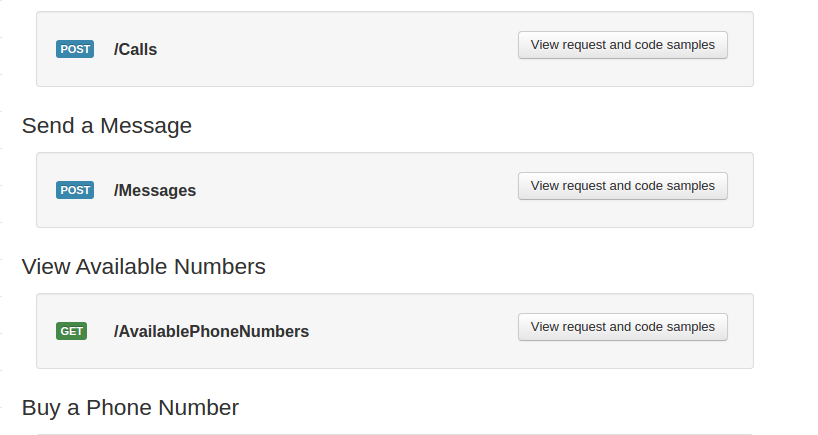 POST /Calls View request and code samples
Send a Message
POST /Messages View request and code samples
View Available Numbers
GET /AvailablePhoneNumbers View request and code samples
Buy a Phone Number